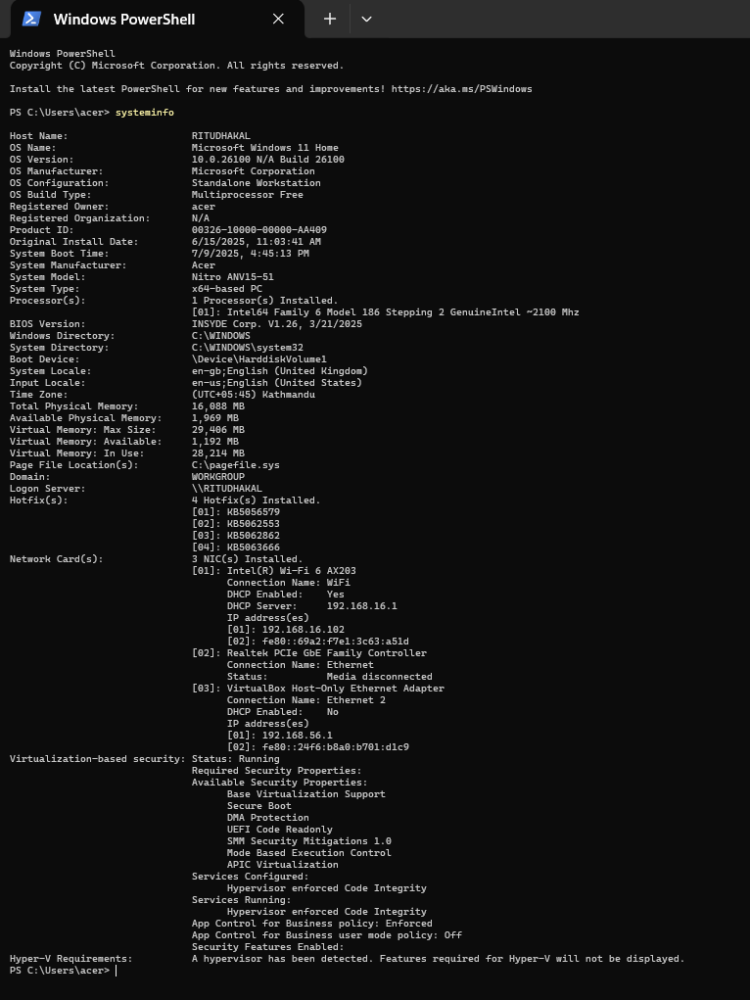 Windows PowerShell
Windows PowerShell
Copyright (C) Microsoft Corporation. All rights reserved.
Install the latest PowerShell for new features and improvements! https://aka.ms/PSWindows
PS C:\Users\acer> systeminfo
Host Name: RITUDHAKAL
OS Name: Microsoft Windows 11 Home
OS Version: 10.0.26100 N/A Build 26100
OS Manufacturer: Microsoft Corporation
OS Configuration: Standalone Workstation
OS Build Type: Multiprocessor Free
Registered Owner: acer
Registered Organization: N/A
Product ID: 00326-10000-00000-AA409
Original Install Date: 6/15/2025, 11:03:41 AM
System Boot Time: 7/9/2025, 4:45:13 PM
System Manufacturer: Acer
System Model: Nitro ANV15-51
System Type: x64-based PC
Processor(s): 1 Processor(s) Installed.
[01]: Intel64 Family 6 Model 186 Stepping 2 GenuineIntel ~2100 Mhz
BIOS Version: INSYDE Corp. V1.26, 3/21/2025
Windows Directory: C:\WINDOWS
System Directory: C:\WINDOWS\system32
Boot Device: \Device\HarddiskVolume1
System Locale: en-gb;English (United Kingdom)
Input Locale: en-us;English (United States)
Time Zone: (UTC+05:45) Kathmandu
Total Physical Memory: 16,088 MB
Available Physical Memory: 1,969 MB
Virtual Memory: Max Size: 29,406 MB
Virtual Memory: Available: 1,192 MB
Virtual Memory: In Use: 28,214 MB
Page File Location(s): C:\pagefile.sys
Domain: WORKGROUP
Logon Server: \\RITUDHAKAL
Hotfix(s): 4 Hotfix(s) Installed.
[01]: KB5056579
[02]: KB5062553
[03]: KB5062862
[04]: KB5063666
Network Card(s): 3 NIC(s) Installed.
[01]: Intel(R) Wi-Fi 6 AX203
Connection Name: WiFi
DHCP Enabled: Yes
DHCP Server: 192.168.16.1
IP address(es)
[01]: 192.168.16.102
[02]: fe80::69a2:f7e1:3c63:a51d
[02]: Realtek PCIe GbE Family Controller
Connection Name: Ethernet
Status: Media disconnected
[03]: VirtualBox Host-Only Ethernet Adapter
Connection Name: Ethernet 2
DHCP Enabled: No
IP address(es)
[01]: 192.168.56.1
[02]: fe80::24f6:b8a0:b701:d1c9
Virtualization-based security: Status: Running
Required Security Properties:
Available Security Properties:
Base Virtualization Support
Secure Boot
DMA Protection
UEFI Code Readonly
SMM Security Mitigations 1.0
Mode Based Execution Control
APIC Virtualization
Services Configured:
Hypervisor enforced Code Integrity
Services Running:
Hypervisor enforced Code Integrity
App Control for Business policy: Enforced
App Control for Business user mode policy: Off
Security Features Enabled:
Hyper-V Requirements: A hypervisor has been detected. Features required for Hyper-V will not be displayed.
PS C:\Users\acer>